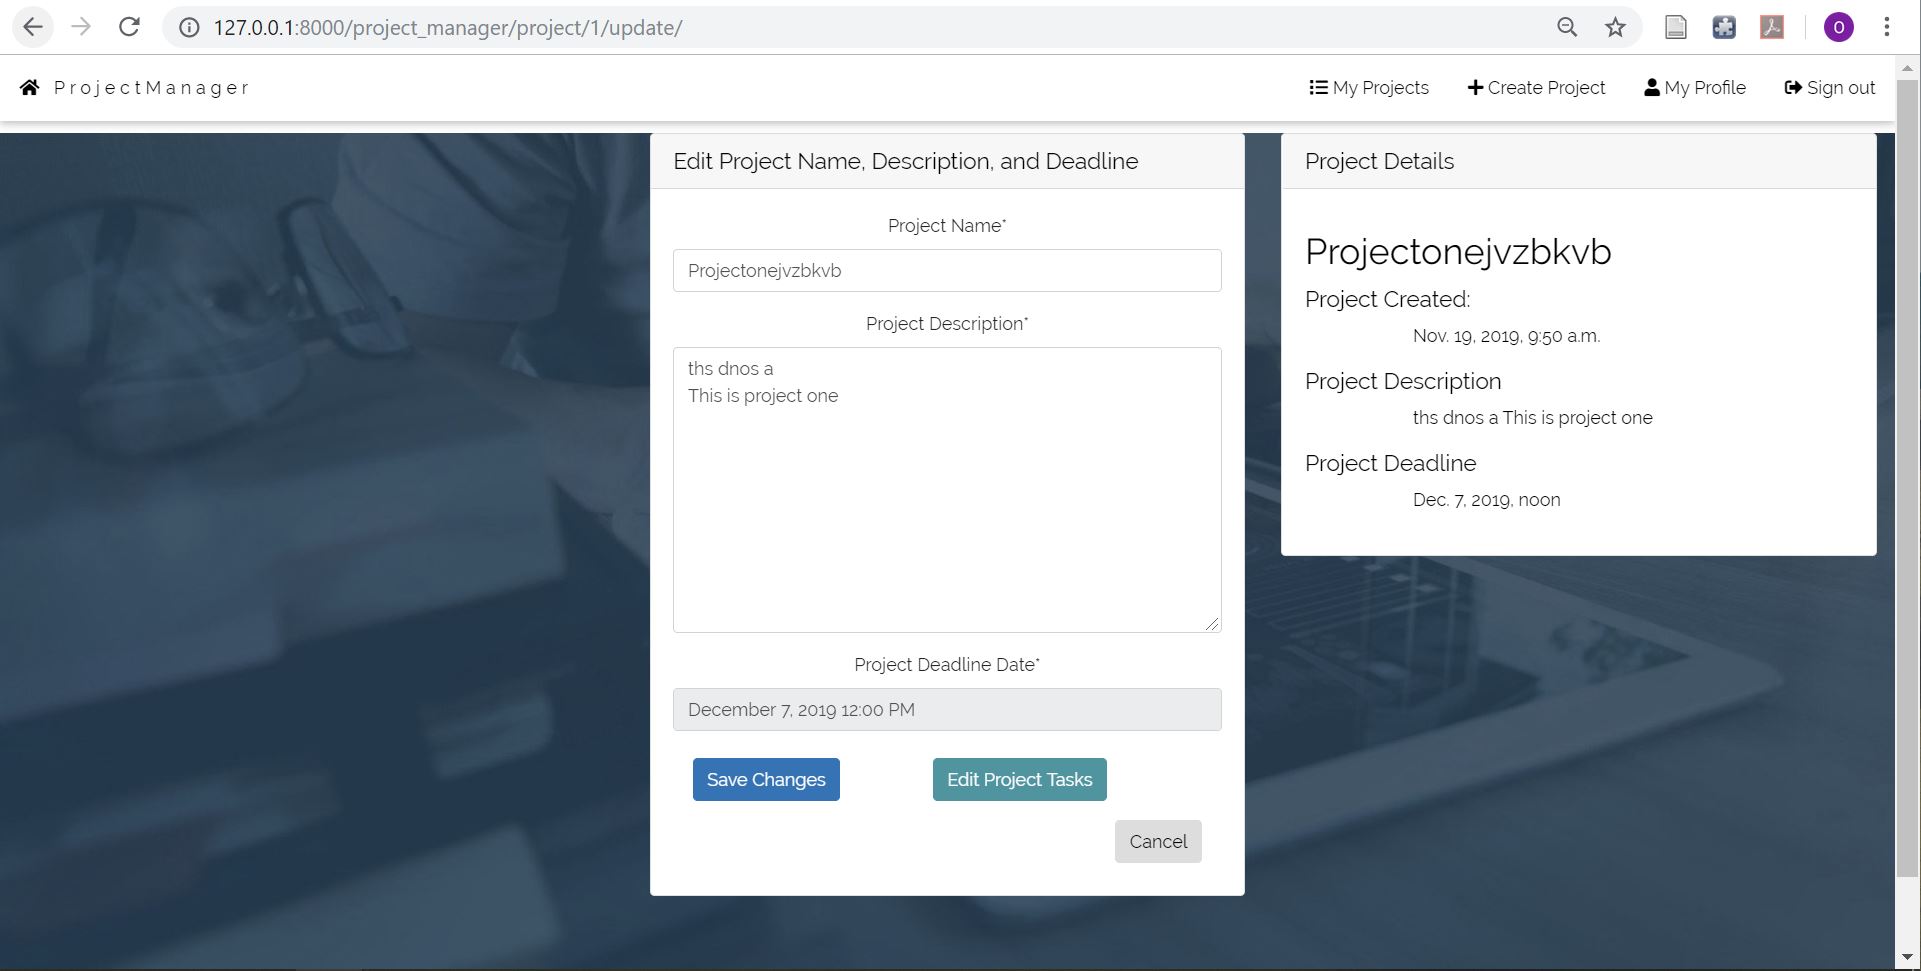 127.0.0.1:8000/project_manager/project/1/update/
O
ProjectManager
My Projects
Create Project
My Profile
Sign out
Edit Project Name, Description, and Deadline
Project Name*
Projectonejvzbkvb
Project Description*
ths dnos a
This is project one
Project Deadline Date*
December 7, 2019 12:00 PM
Save Changes
Edit Project Tasks
Cancel
Project Details
Projectonejvzbkvb
Project Created:
Nov. 19, 2019, 9:50 a.m.
Project Description
ths dnos a This is project one
Project Deadline
Dec. 7, 2019, noon